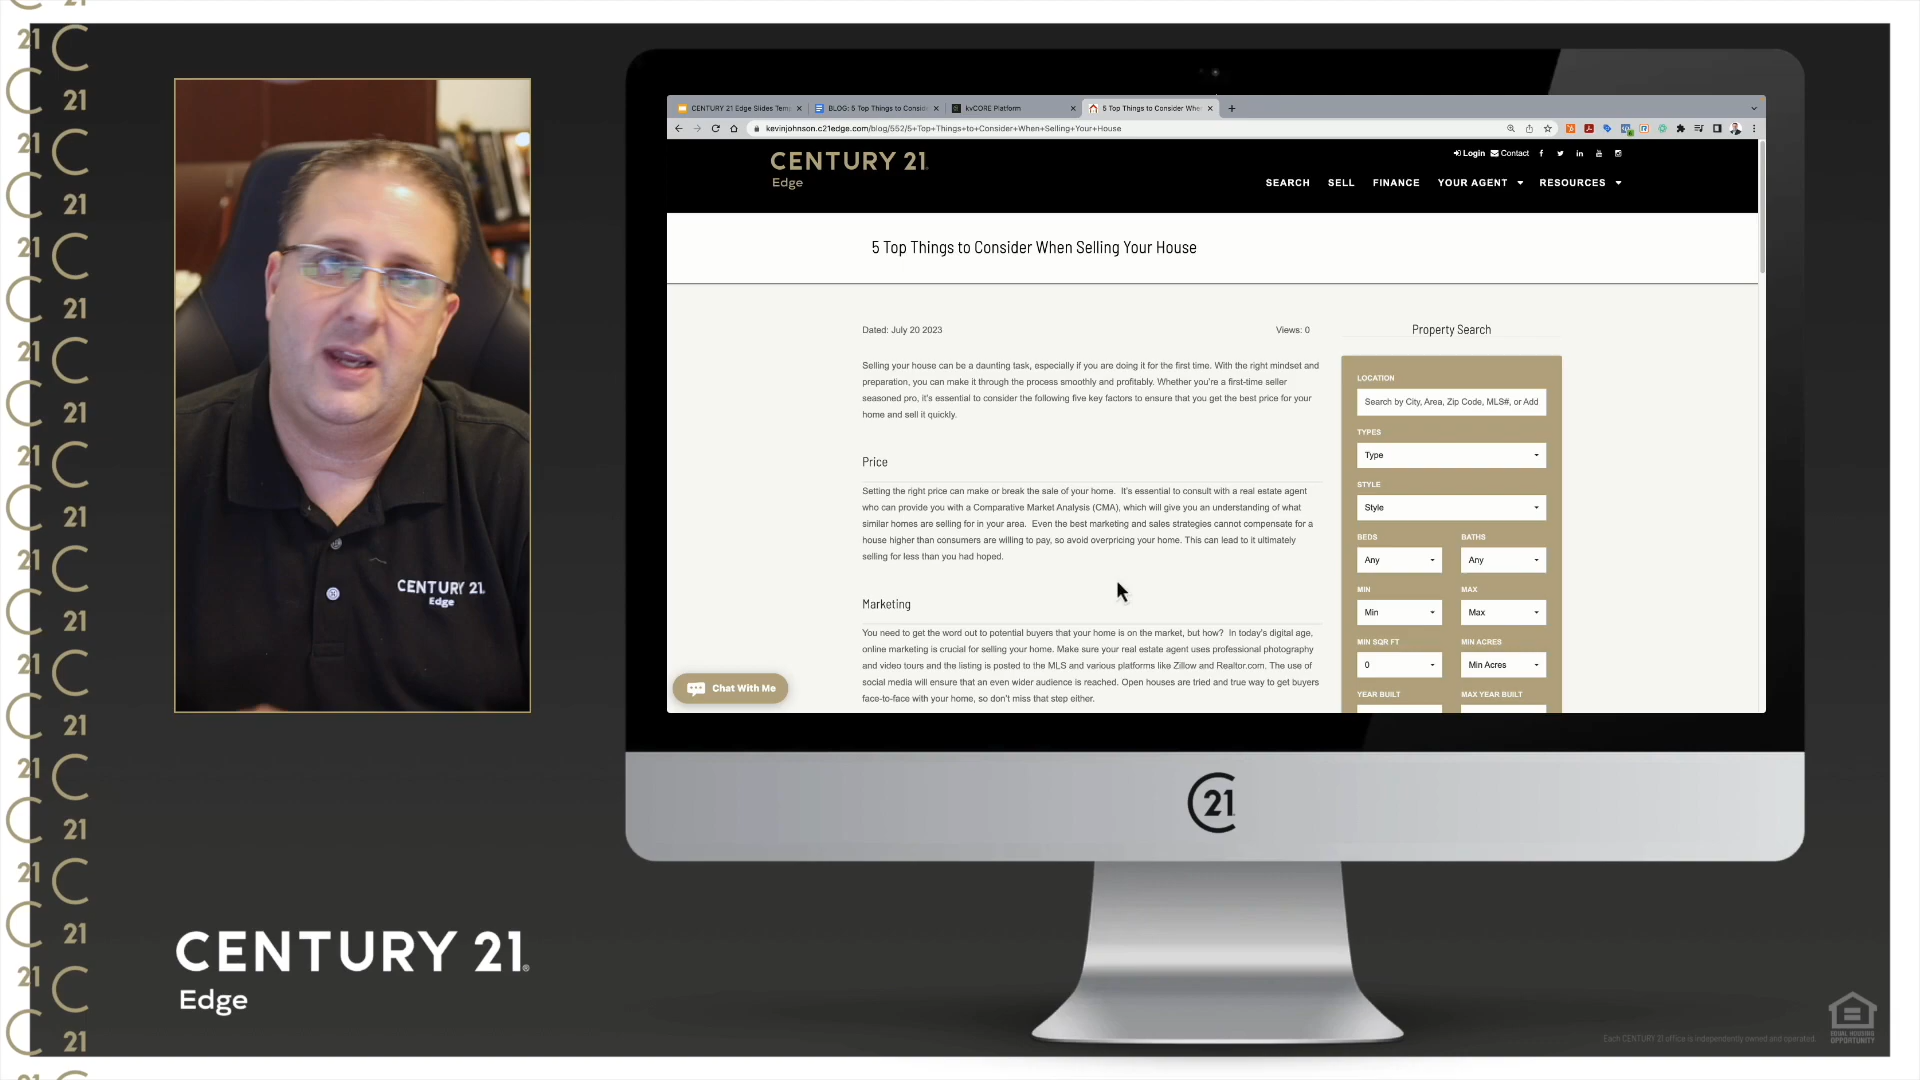 CENTURY 21.
Edge
CENTURY 21 Edge Slides Tem
BLOG: 5 Top Things to Consid
kvCORE Platform
5 Top Things to Consider Whe
kevinjohnson.c21edge.com/blog/552/5+Top+Things+to+Consider+When+Selling+Your+House
CENTURY 21
Edge
Login Contact
SEARCH SELL FINANCE YOUR AGENT RESOURCES
5 Top Things to Consider When Selling Your House
Dated: July 20 2023
Views: 0
Selling your house can be a daunting task, especially if you are doing it for the first time. With the right mindset and
preparation, you can make it through the process smoothly and profitably. Whether you're a first-time seller
seasoned pro, it's essential to consider the following five key factors to ensure that you get the best price for your
home and sell it quickly.
Price
Setting the right price can make or break the sale of your home. It's essential to consult with a real estate agent
who can provide you with a Comparative Market Analysis (CMA), which will give you an understanding of what
similar homes are selling for in your area. Even the best marketing and sales strategies cannot compensate for a
house higher than consumers are willing to pay, so avoid overpricing your home. This can lead to it ultimately
selling for less than you had hoped.
Marketing
You need to get the word out to potential buyers that your home is on the market, but how? In today's digital age,
online marketing is crucial for selling your home. Make sure your real estate agent uses professional photography
and video tours and the listing is posted to the MLS and various platforms like Zillow and Realtor.com. The use of
social media will ensure that an even wider audience is reached. Open houses are tried and true way to get buyers
face-to-face with your home, so don't miss that step either.
Chat With Me
Property Search
LOCATION
Search by City, Area, Zip Code, MLS#, or Add
TYPES
Type
STYLE
Style
BEDS BATHS
Any Any
MIN MAX
Min Max
MIN SQR FT MIN ACRES
0 Min Acres
YEAR BUILT MAX YEAR BUILT
C21
CENTURY 21
Edge
Each CENTURY 21 office is independently owned and operated.
EQUAL HOUSING
OPPORTUNITY